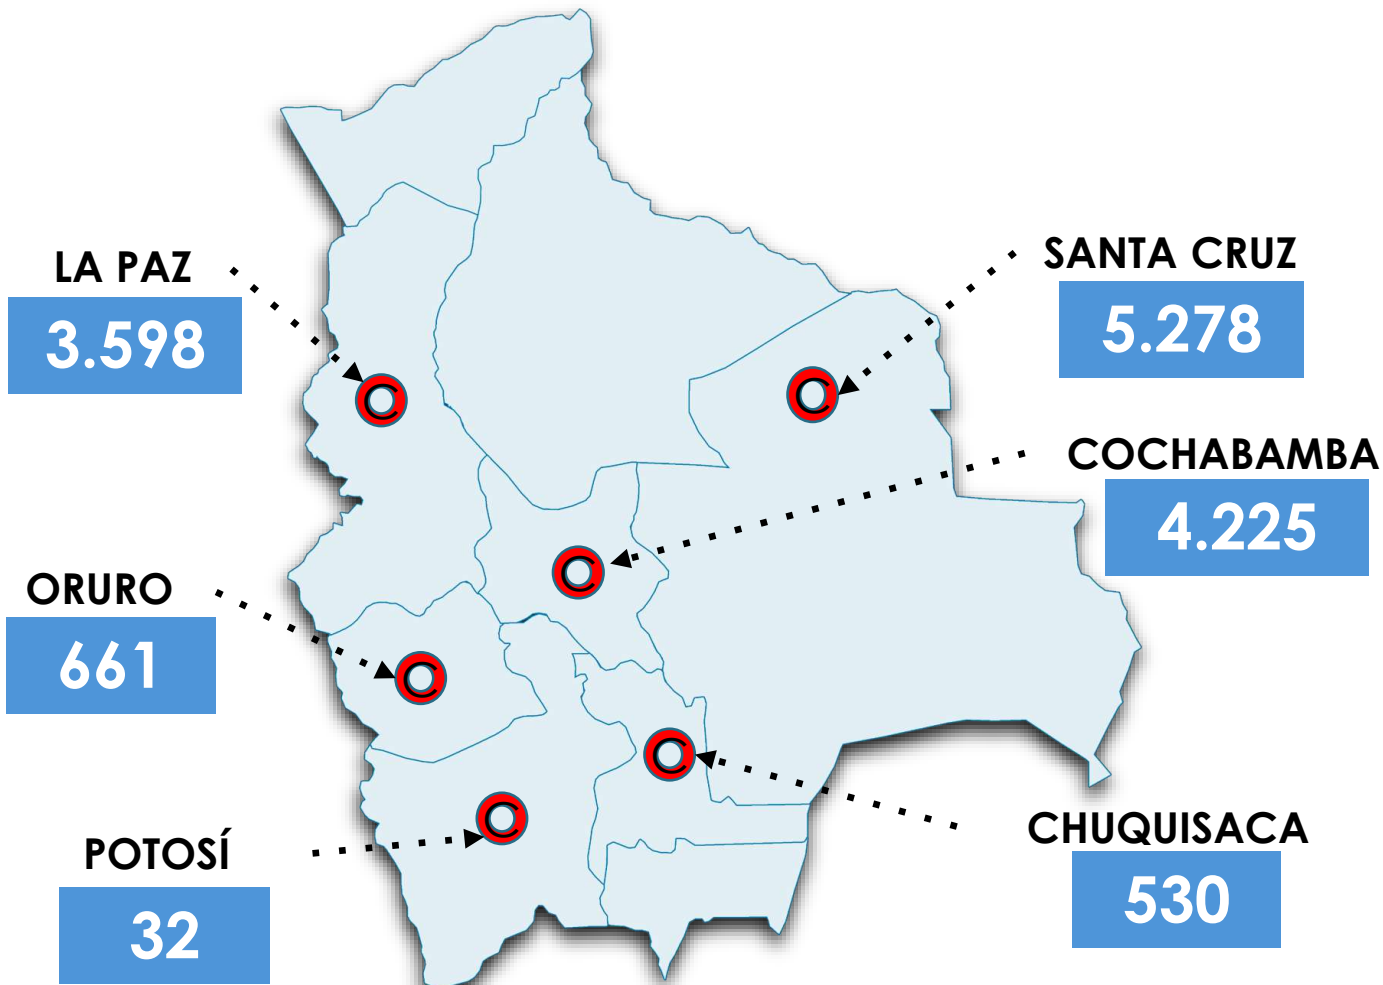 LA PAZ
3.598
SANTA CRUZ
5.278
COCHABAMBA
4.225
ORURO
661
POTOSÍ
32
CHUQUISACA
530
C
C
C
C
C
C